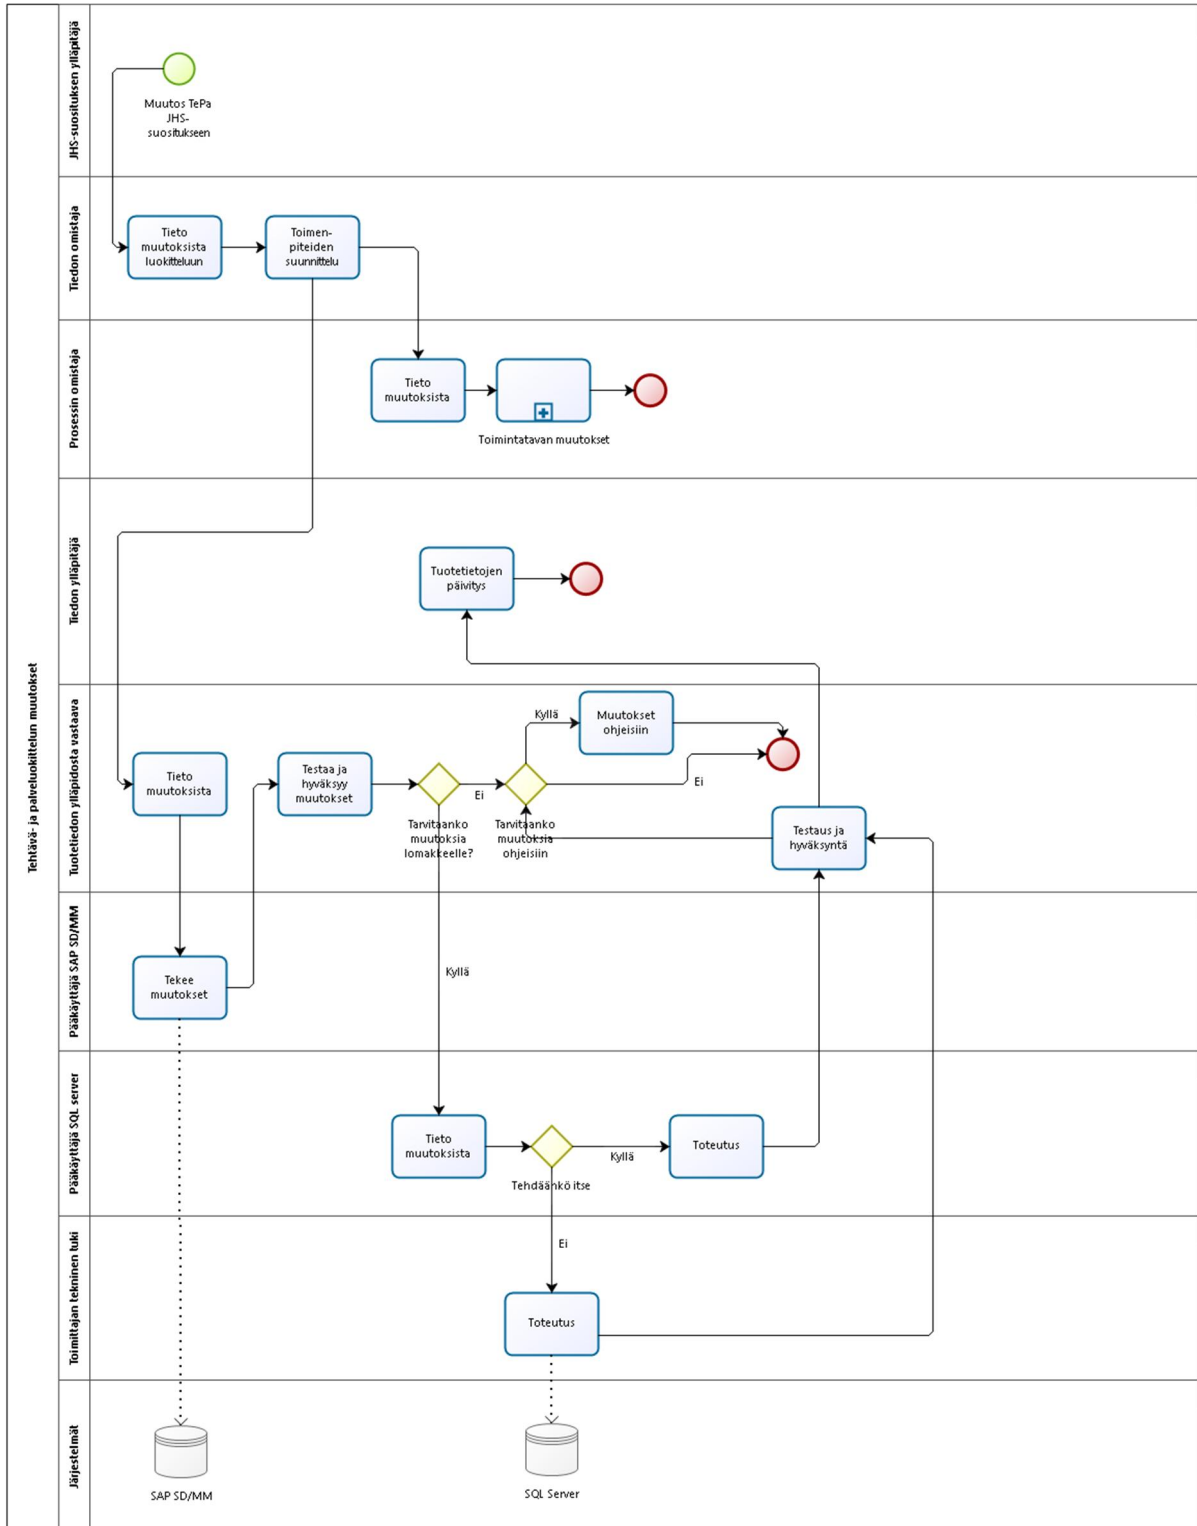 Tehtävä- ja palveluokittelun muutokset
JHS-suosituksen ylläpitäjä
Muutos TePa
JHS-
suositukseen
Tiedon omistaja
Tieto
muutoksista
luokitteluun
Toimen-
piteiden
suunnittelu
Prosessin omistaja
Tieto
muutoksista
Toimintatavan muutokset
Tiedon ylläpitäjä
Tuotetietojen
päivitys
Tuotetiedon ylläpidosta vastaava
Tieto
muutoksista
Testaa ja
hyväksyy
muutokset
Tarvitaanko
muutoksia
lomakkeelle?
Ei
Tarvitaanko
muutoksia
ohjeisiin
Kyllä
Muutokset
ohjeisiin
Ei
Testaus ja
hyväksyntä
Pääkäyttäjä SAP SD/MM
Tekee
muutokset
Kyllä
Pääkäyttäjä SQL server
Tieto
muutoksista
Tehdäänkö itse
Kyllä
Toteutus
Toimittajan tekninen tuki
Ei
Toteutus
Järjestelmät
SAP SD/MM
SQL Server